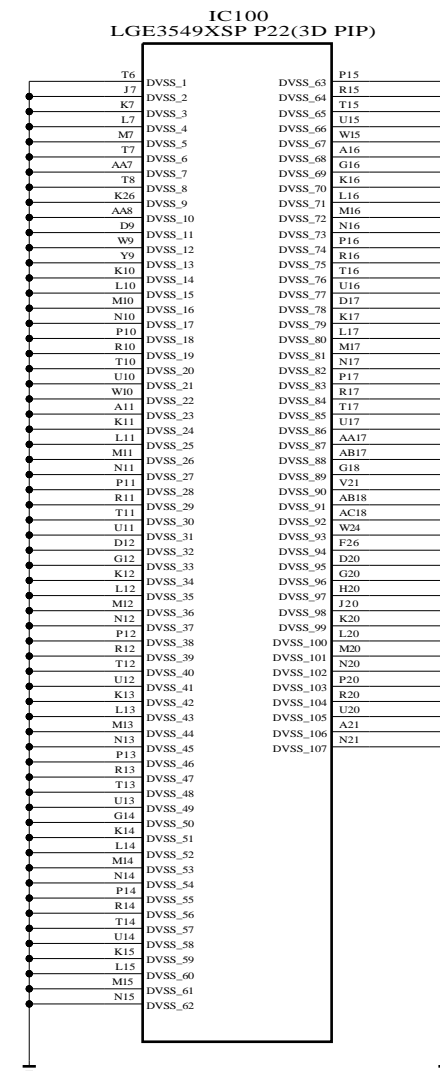 IC100
LGE3549XSP P22(3D PIP)
T6 DVSS_1
J7 DVSS_2
K7 DVSS_3
L7 DVSS_4
M7 DVSS_5
T7 DVSS_6
AA7 DVSS_7
T8 DVSS_8
K26 DVSS_9
AA8 DVSS_10
D9 DVSS_11
W9 DVSS_12
Y9 DVSS_13
K10 DVSS_14
L10 DVSS_15
M10 DVSS_16
N10 DVSS_17
P10 DVSS_18
R10 DVSS_19
T10 DVSS_20
U10 DVSS_21
W10 DVSS_22
A11 DVSS_23
K11 DVSS_24
L11 DVSS_25
M11 DVSS_26
N11 DVSS_27
P11 DVSS_28
R11 DVSS_29
T11 DVSS_30
U11 DVSS_31
D12 DVSS_32
G12 DVSS_33
K12 DVSS_34
L12 DVSS_35
M12 DVSS_36
N12 DVSS_37
P12 DVSS_38
R12 DVSS_39
T12 DVSS_40
U12 DVSS_41
K13 DVSS_42
L13 DVSS_43
M13 DVSS_44
N13 DVSS_45
P13 DVSS_46
R13 DVSS_47
T13 DVSS_48
U13 DVSS_49
G14 DVSS_50
K14 DVSS_51
L14 DVSS_52
M14 DVSS_53
N14 DVSS_54
P14 DVSS_55
R14 DVSS_56
T14 DVSS_57
U14 DVSS_58
K15 DVSS_59
L15 DVSS_60
M15 DVSS_61
N15 DVSS_62
DVSS_63 P15
DVSS_64 R15
DVSS_65 T15
DVSS_66 U15
DVSS_67 W15
DVSS_68 A16
DVSS_69 G16
DVSS_70 K16
DVSS_71 L16
DVSS_72 M16
DVSS_73 N16
DVSS_74 P16
DVSS_75 R16
DVSS_76 T16
DVSS_77 U16
DVSS_78 D17
DVSS_79 K17
DVSS_80 L17
DVSS_81 M17
DVSS_82 N17
DVSS_83 P17
DVSS_84 R17
DVSS_85 T17
DVSS_86 U17
DVSS_87 AA17
DVSS_88 AB17
DVSS_89 G18
DVSS_90 V21
DVSS_91 AB18
DVSS_92 AC18
DVSS_93 W24
DVSS_94 F26
DVSS_95 D20
DVSS_96 G20
DVSS_97 H20
DVSS_98 J20
DVSS_99 K20
DVSS_100 L20
DVSS_101 M20
DVSS_102 N20
DVSS_103 P20
DVSS_104 R20
DVSS_105 U20
DVSS_106 A21
DVSS_107 N21